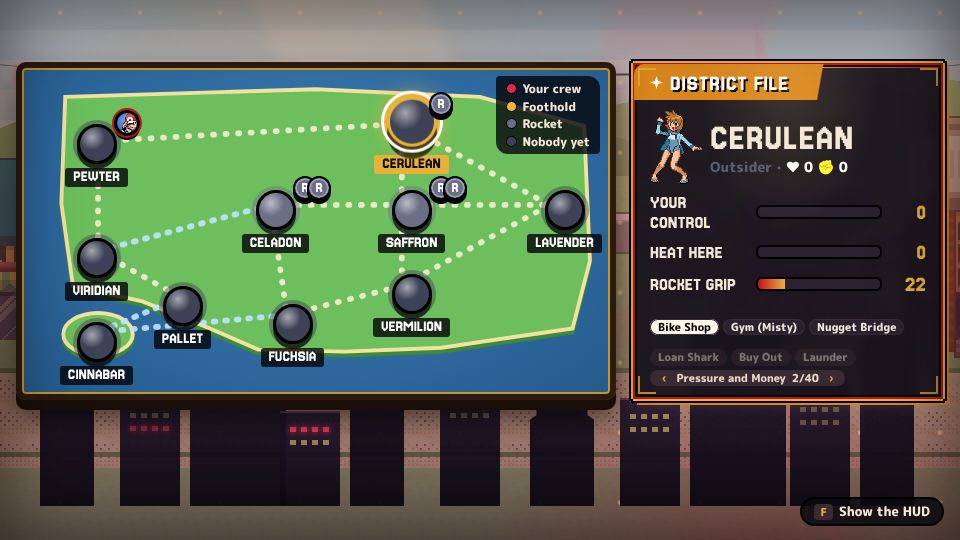 Your crew
Foothold
Rocket
Nobody yet
R
PEWTER
CERULEAN
R R
R R
CELADON
SAFFRON
LAVENDER
VIRIDIAN
PALLET
VERMILION
FUCHSIA
CINNABAR
DISTRICT FILE
CERULEAN
Outsider · 0 0
YOUR CONTROL 0
HEAT HERE 0
ROCKET GRIP 22
Bike Shop Gym (Misty) Nugget Bridge
Loan Shark Buy Out Launder
‹ Pressure and Money 2/40 ›
F Show the HUD